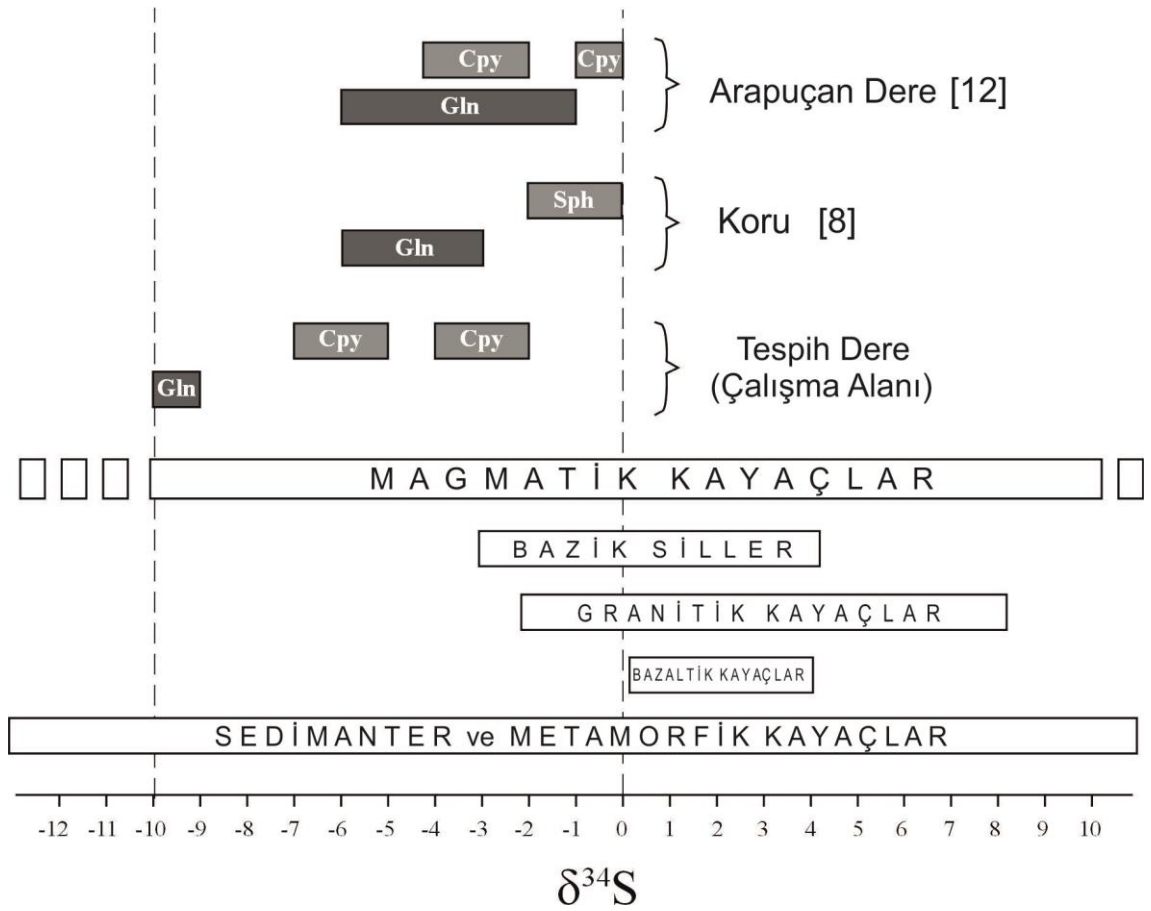 Cpy Cpy
Gln
Arapuçan Dere [12]
Sph
Gln
Koru [8]
Cpy Cpy
Gln
Tespih Dere
(Çalışma Alanı)
MAGMATİK KAYAÇLAR
BAZİK SİLLER
GRANİTİK KAYAÇLAR
BAZALTİK KAYAÇLAR
SEDİMANTER ve METAMORFİK KAYAÇLAR
-12 -11 -10 -9 -8 -7 -6 -5 -4 -3 -2 -1 0 1 2 3 4 5 6 7 8 9 10
δ³⁴S